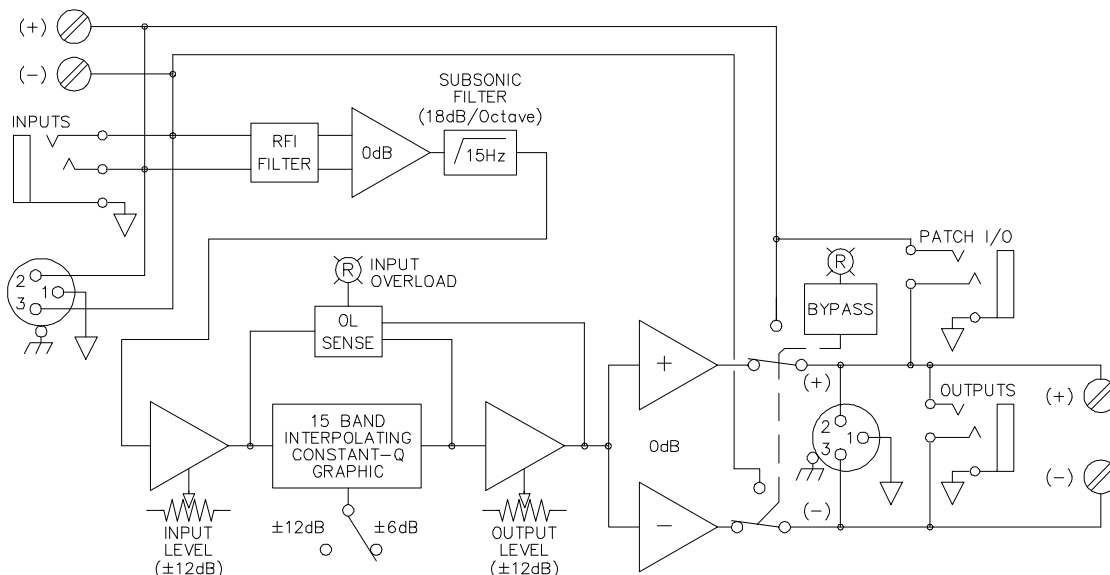 (+)
(-)
INPUTS
SUBSONIC
FILTER
(18dB/Octave)
RFI
FILTER
0dB
15Hz
2
1
3
R
INPUT
OVERLOAD
OL
SENSE
R
BYPASS
PATCH I/O
15 BAND
INTERPOLATING
CONSTANT-Q
GRAPHIC
+
0dB
−
(+)
2
1
3
(-)
OUTPUTS
(+)
(-)
INPUT
LEVEL
(±12dB)
±12dB
±6dB
OUTPUT
LEVEL
(±12dB)